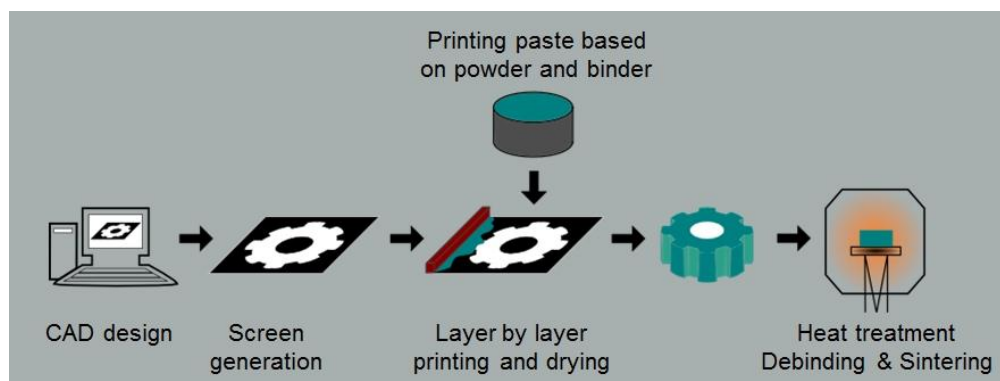 Printing paste based
on powder and binder
CAD design
Screen
generation
Layer by layer
printing and drying
Heat treatment
Debinding & Sintering